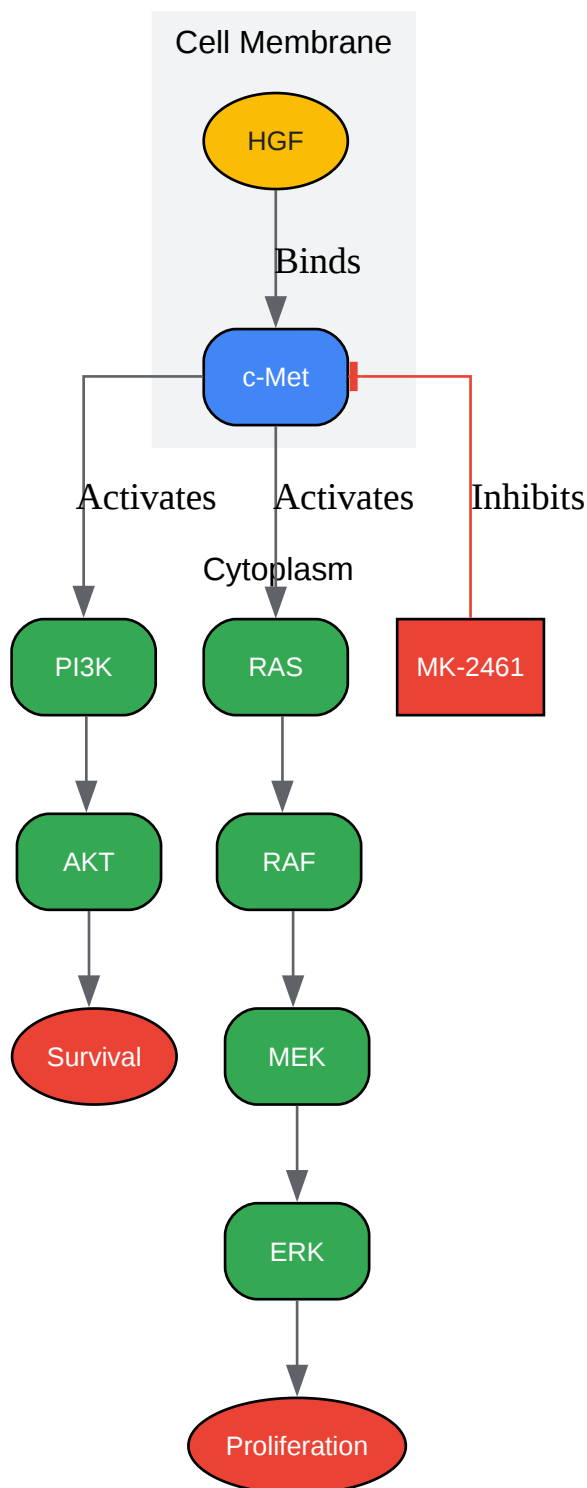 Cell Membrane
HGF
Binds
c-Met
Activates
Activates
Inhibits
Cytoplasm
PI3K
RAS
MK-2461
AKT
RAF
Survival
MEK
ERK
Proliferation